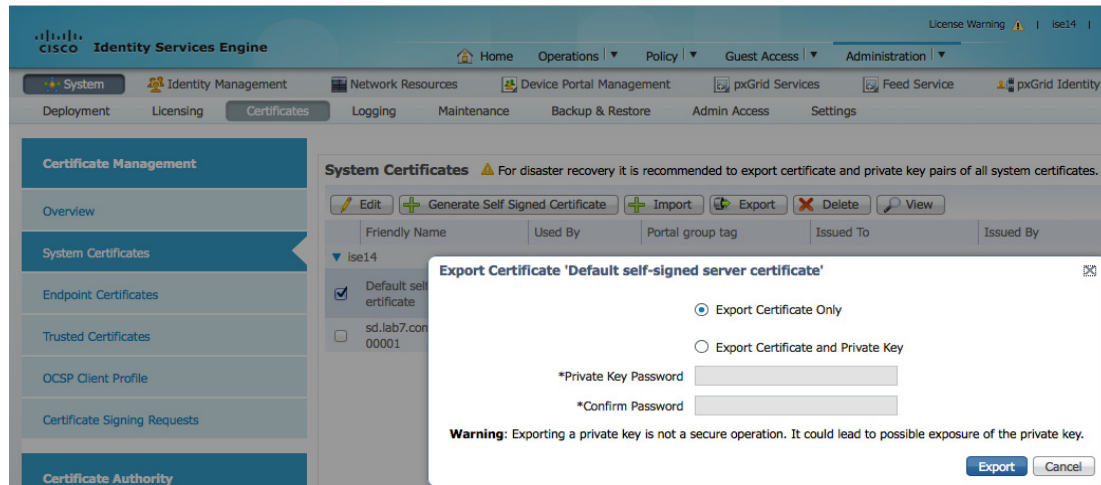 License Warning | ise14 |
cisco Identity Services Engine
Home Operations Policy Guest Access Administration
System Identity Management Network Resources Device Portal Management pxGrid Services Feed Service pxGrid Identity
Deployment Licensing Certificates Logging Maintenance Backup & Restore Admin Access Settings
Certificate Management
Overview
System Certificates
Endpoint Certificates
Trusted Certificates
OCSP Client Profile
Certificate Signing Requests
Certificate Authority
System Certificates For disaster recovery it is recommended to export certificate and private key pairs of all system certificates.
Edit Generate Self Signed Certificate Import Export Delete View
Friendly Name Used By Portal group tag Issued To Issued By
ise14
Default self
ertificate
sd.lab7.con
00001
Export Certificate 'Default self-signed server certificate'
Export Certificate Only
Export Certificate and Private Key
*Private Key Password
*Confirm Password
Warning: Exporting a private key is not a secure operation. It could lead to possible exposure of the private key.
Export Cancel